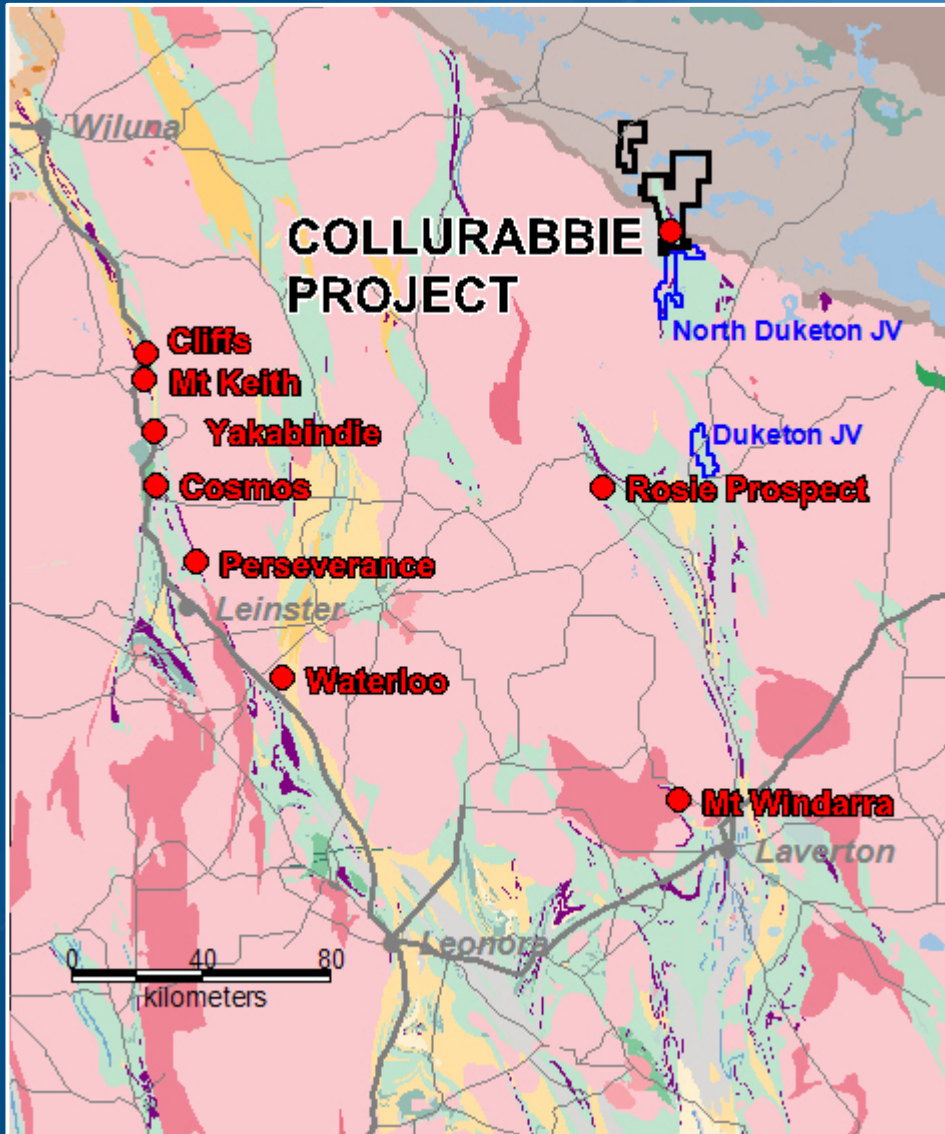 Wiluna
COLLURABBIE
PROJECT
North Duketon JV
Cliffs
Mt Keith
Yakabindie
Duketon JV
Cosmos
Rosie Prospect
Perseverance
Leinster
Waterloo
Mt Windarra
Laverton
Leonora
0 40 80
kilometers